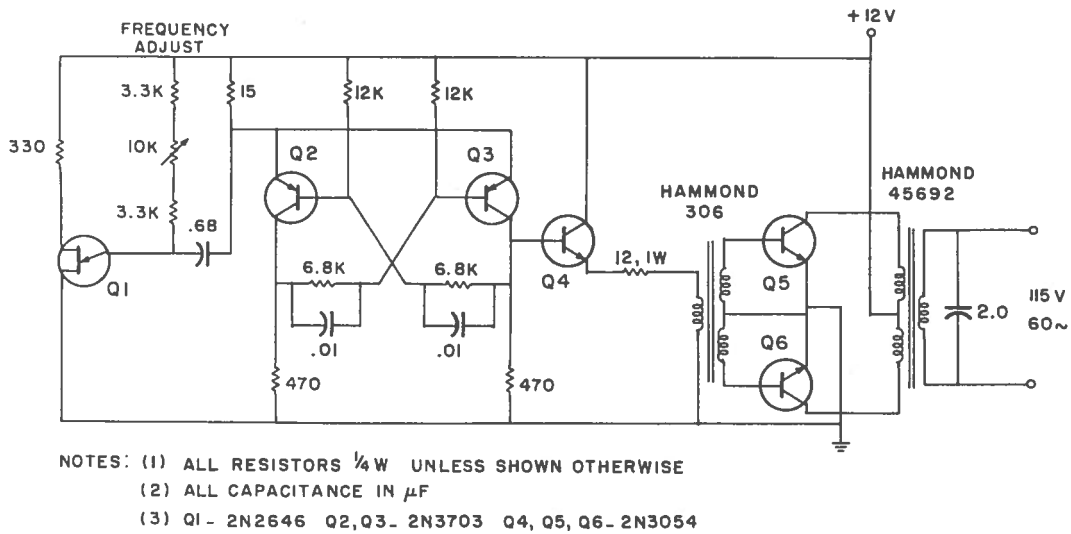 +12V
FREQUENCY
ADJUST
3.3K
15
12K
12K
330
10K
Q2
Q3
HAMMOND
45692
HAMMOND
306
3.3K
.68
Q4
12, 1W
Q5
6.8K
6.8K
Q1
115V
2.0
60~
.01
.01
Q6
470
470
NOTES: (1) ALL RESISTORS ¼W UNLESS SHOWN OTHERWISE
(2) ALL CAPACITANCE IN µF
(3) Q1- 2N2646 Q2,Q3- 2N3703 Q4, Q5, Q6- 2N3054